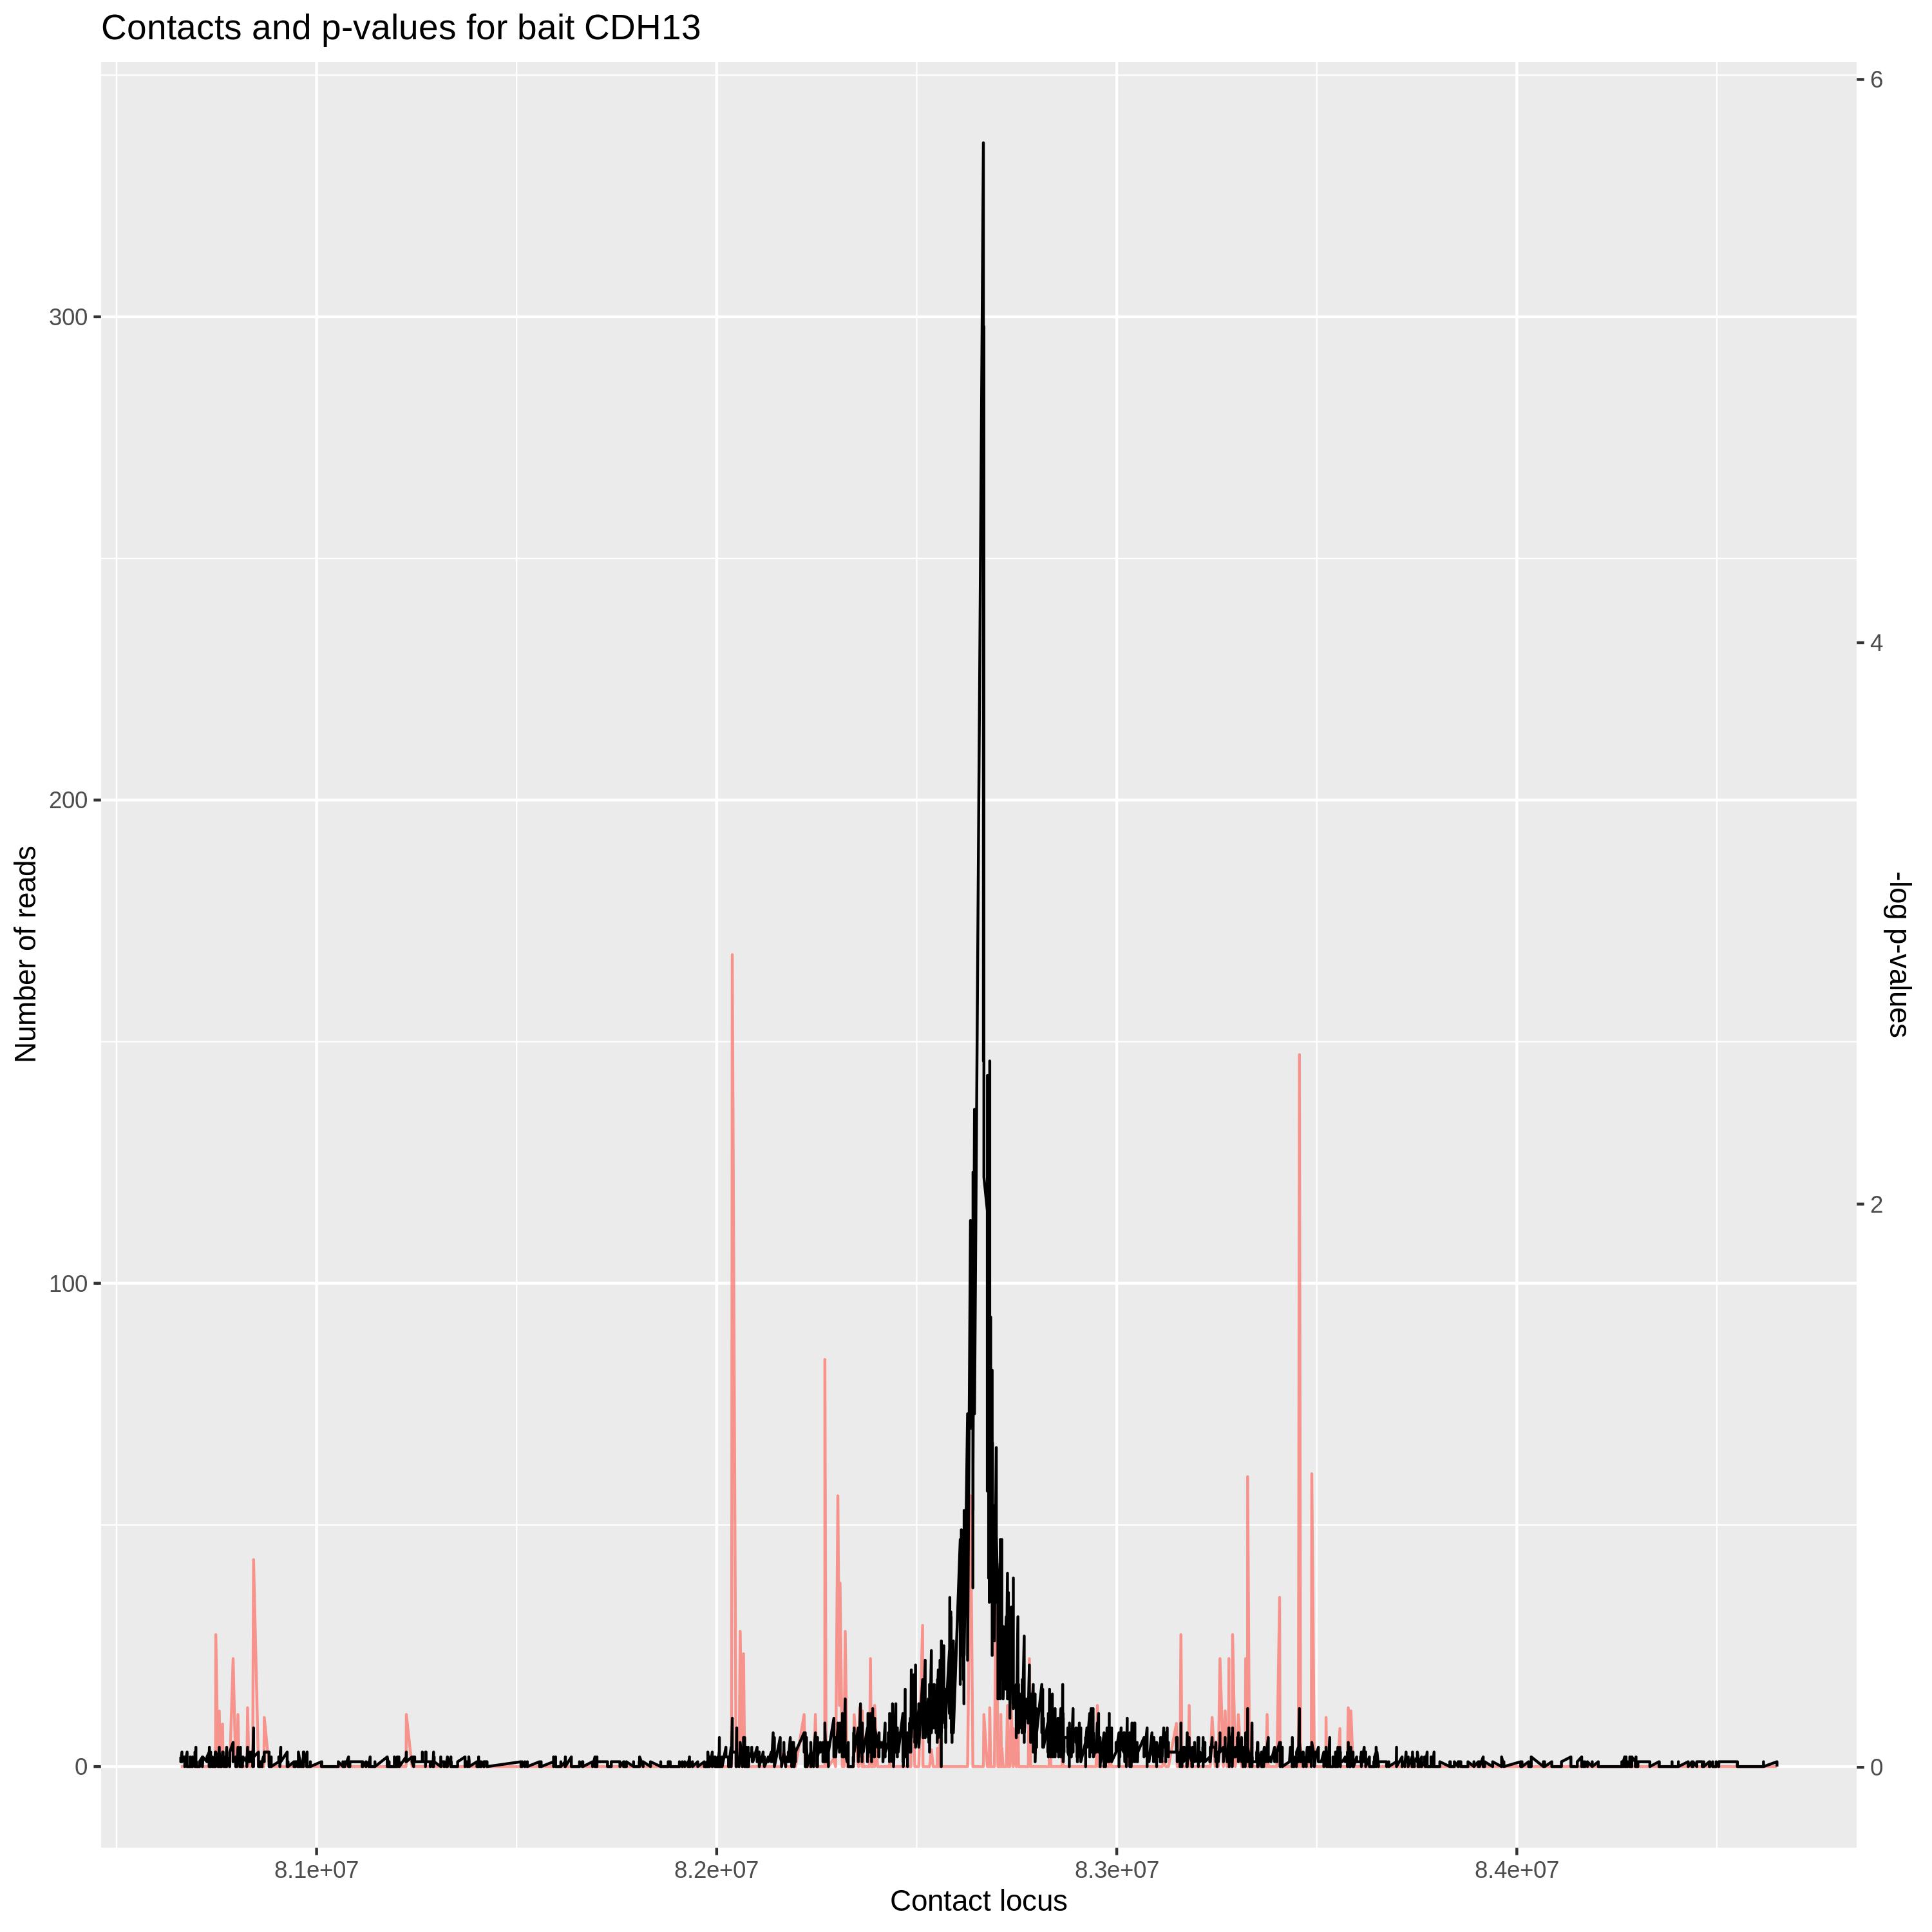 Contacts and p-values for bait CDH13
6
300
4
200
Number of reads
-log p-values
2
100
0
0
8.1e+07
8.2e+07
8.3e+07
8.4e+07
Contact locus